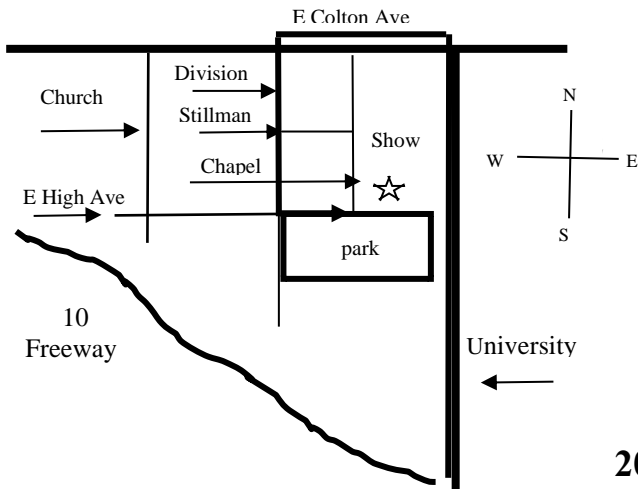 E Colton Ave
Division
Church
Stillman
Show
Chapel
E High Ave
park
N
W
E
S
10
Freeway
University
20